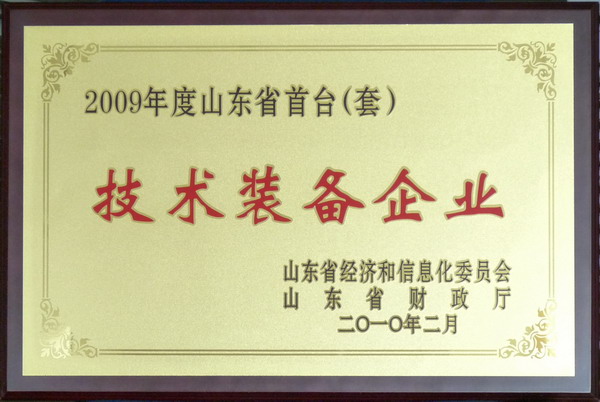 2009年度山东省首台(套)
技术装备企业
山东省经济和信息化委员会
山东省财政厅
二〇一〇年二月